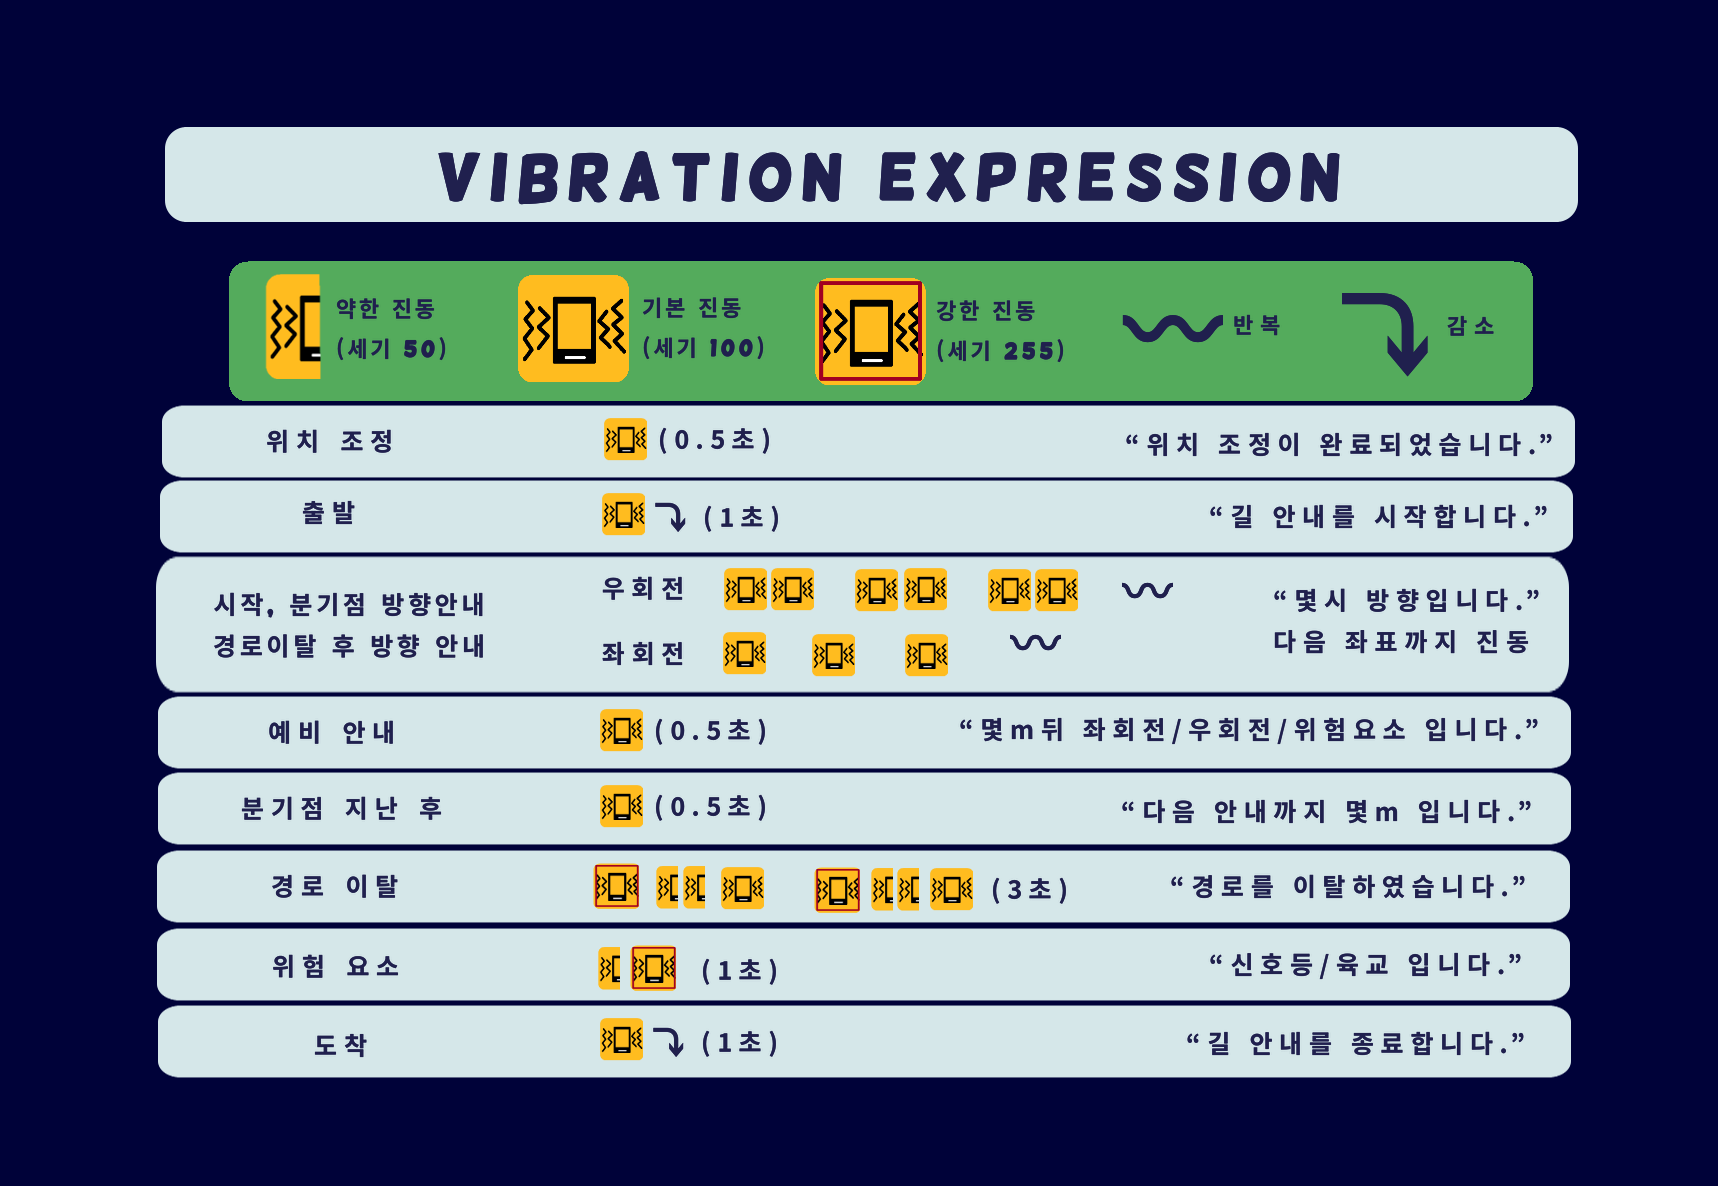 VIBRATION EXPRESSION
약한 진동
(세기 50)
기본 진동
(세기 100)
강한 진동
(세기 255)
반복
감소
위치 조정
(0.5초)
“위치 조정이 완료되었습니다.”
출발
(1초)
“길 안내를 시작합니다.”
시작, 분기점 방향안내
경로이탈 후 방향 안내
우회전
좌회전
“몇시 방향입니다.”
다음 좌표까지 진동
예비 안내
(0.5초)
“몇m뒤 좌회전/우회전/위험요소 입니다.”
분기점 지난 후
(0.5초)
“다음 안내까지 몇m 입니다.”
경로 이탈
(3초)
“경로를 이탈하였습니다.”
위험 요소
(1초)
“신호등/육교 입니다.”
도착
(1초)
“길 안내를 종료합니다.”